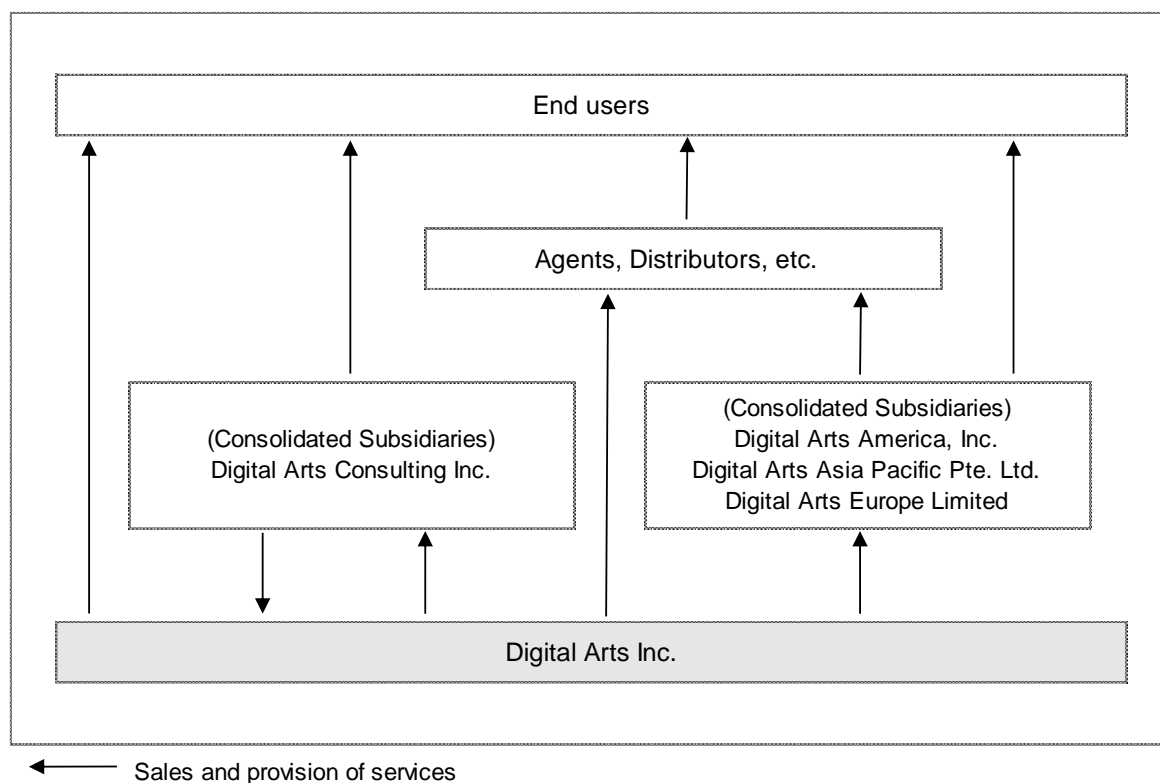 End users
Agents, Distributors, etc.
(Consolidated Subsidiaries)
Digital Arts Consulting Inc.
(Consolidated Subsidiaries)
Digital Arts America, Inc.
Digital Arts Asia Pacific Pte. Ltd.
Digital Arts Europe Limited
Digital Arts Inc.
Sales and provision of services